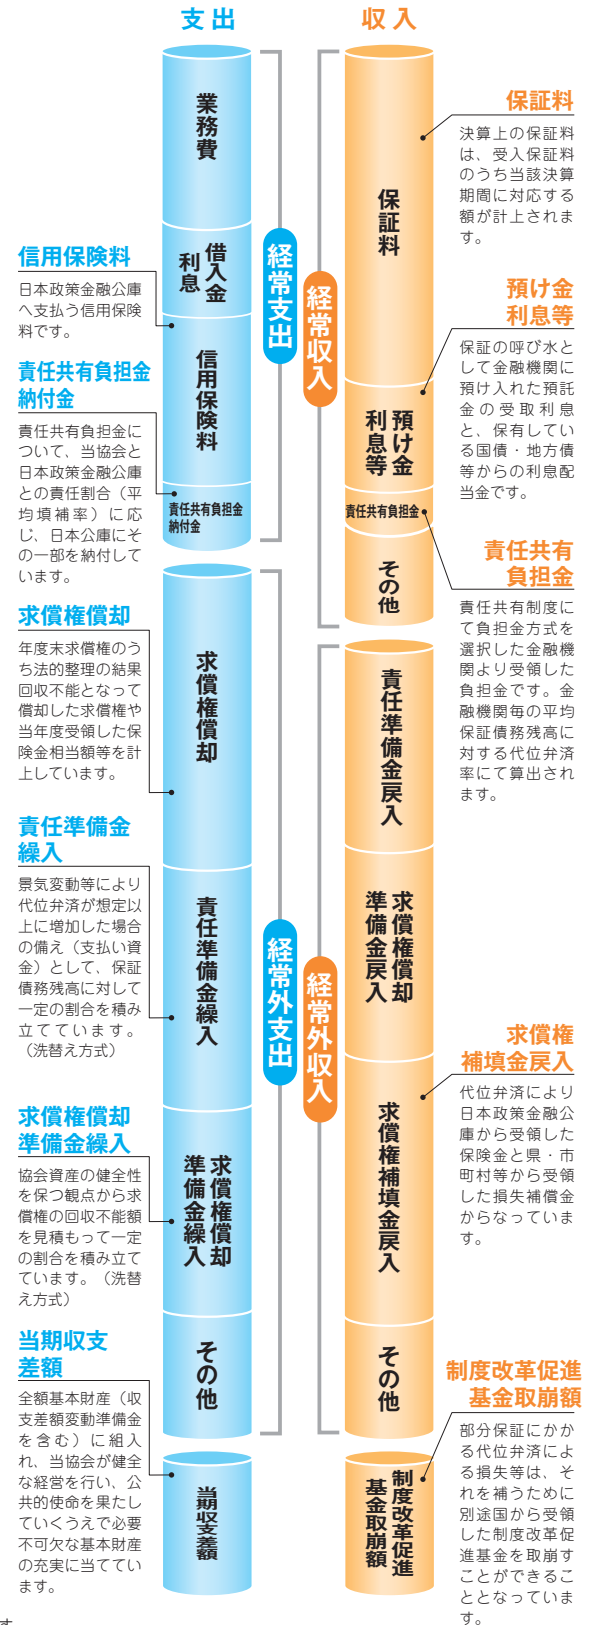 支出
業務費
借入金
利息
信用保険料
責任共有負担金
納付金
経常支出
求償権償却
責任準備金繰入
求償権償却
準備金繰入
その他
経常外支出
当期収支差額
信用保険料
日本政策金融公庫
へ支払う信用保険
料です。
責任共有負担金
納付金
責任共有負担金に
ついて、当協会と
日本政策金融公庫
との責任割合（平
均填補率）に応
じ、日本公庫にそ
の一部を納付して
います。
求償権償却
年度末求償権のう
ち法的整理の結果
回収不能となって
償却した求償権や
当年度受領した保
険金相当額等を計
上しています。
責任準備金
繰入
景気変動等により
代位弁済が想定以
上に増加した場合
の備え（支払い資
金）として、保証
債務残高に対して
一定の割合を積み
立てています。
（洗替え方式）
求償権償却
準備金繰入
協会資産の健全性
を保つ観点から求
償権の回収不能額
を見積もって一定
の割合を積み立て
ています。（洗替
え方式）
当期収支
差額
全額基本財産（収
支差額変動準備金
を含む）に組入
れ、当協会が健全
な経営を行い、公
共的使命を果たし
ていくうえで必要
不可欠な基本財産
の充実に当ててい
ます。
収入
保証料
預け金
利息等
責任共有負担金
その他
経常収入
責任準備金戻入
求償権償却
準備金戻入
求償権補填金戻入
その他
経常外収入
制度改革促進
基金取崩額
保証料
決算上の保証料
は、受入保証料
のうち当該決算
期間に対応する
額が計上されま
す。
預け金
利息等
保証の呼び水と
して金融機関に
預け入れた預託
金の受取利息
と、保有してい
る国債・地方債
等からの利息配
当金です。
責任共有
負担金
責任共有制度に
て負担金方式を
選択した金融機
関より受領した
負担金です。金
融機関毎の平均
保証債務残高に
対する代位弁済
率にて算出され
ます。
求償権
補填金戻入
代位弁済により
日本政策金融公
庫から受領した
保険金と県・市
町村等から受領
した損失補償金
からなっていま
す。
制度改革促進
基金取崩額
部分保証にかか
る代位弁済によ
る損失等は、そ
れを補うために
別途国から受領
した制度改革促
進基金を取崩す
ことができるこ
ととなっていま
す。
す